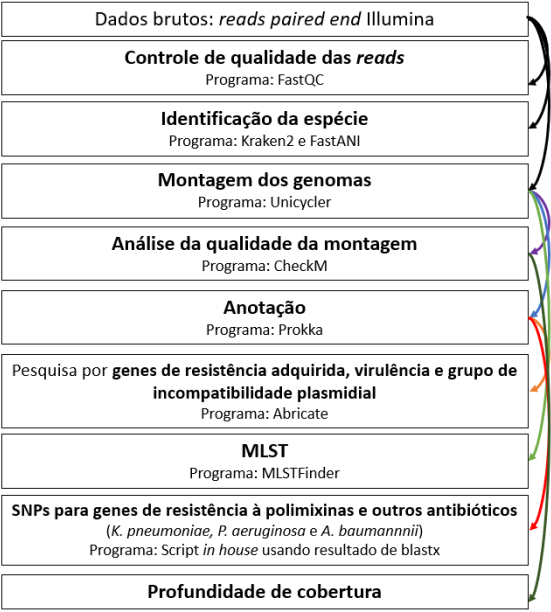 Dados brutos: reads paired end Illumina
Controle de qualidade das reads
Programa: FastQC
Identificação da espécie
Programa: Kraken2 e FastANI
Montagem dos genomas
Programa: Unicycler
Análise da qualidade da montagem
Programa: CheckM
Anotação
Programa: Prokka
Pesquisa por genes de resistência adquirida, virulência e grupo de
incompatibilidade plasmidial
Programa: Abricate
MLST
Programa: MLSTFinder
SNPs para genes de resistência à polimixinas e outros antibióticos
(K. pneumoniae, P. aeruginosa e A. baumannnii)
Programa: Script in house usando resultado de blastx
Profundidade de cobertura